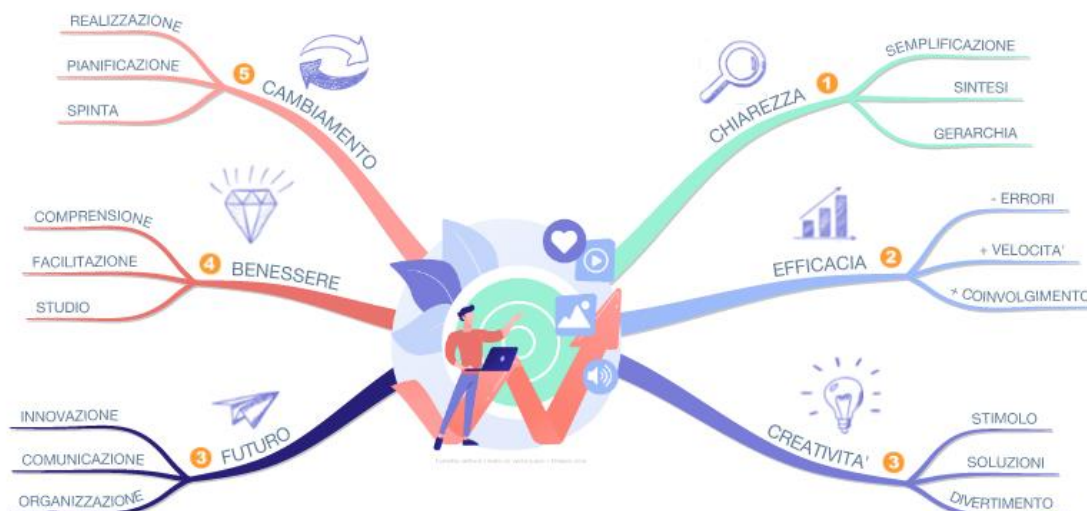 CHIAREZZA
1
SEMPLIFICAZIONE
SINTESI
GERARCHIA
EFFICACIA
2
- ERRORI
+ VELOCITA'
+ COINVOLGIMENTO
CREATIVITA'
3
STIMOLO
SOLUZIONI
DIVERTIMENTO
3
FUTURO
INNOVAZIONE
COMUNICAZIONE
ORGANIZZAZIONE
4
BENESSERE
COMPRENSIONE
FACILITAZIONE
STUDIO
5
CAMBIAMENTO
REALIZZAZIONE
PIANIFICAZIONE
SPINTA